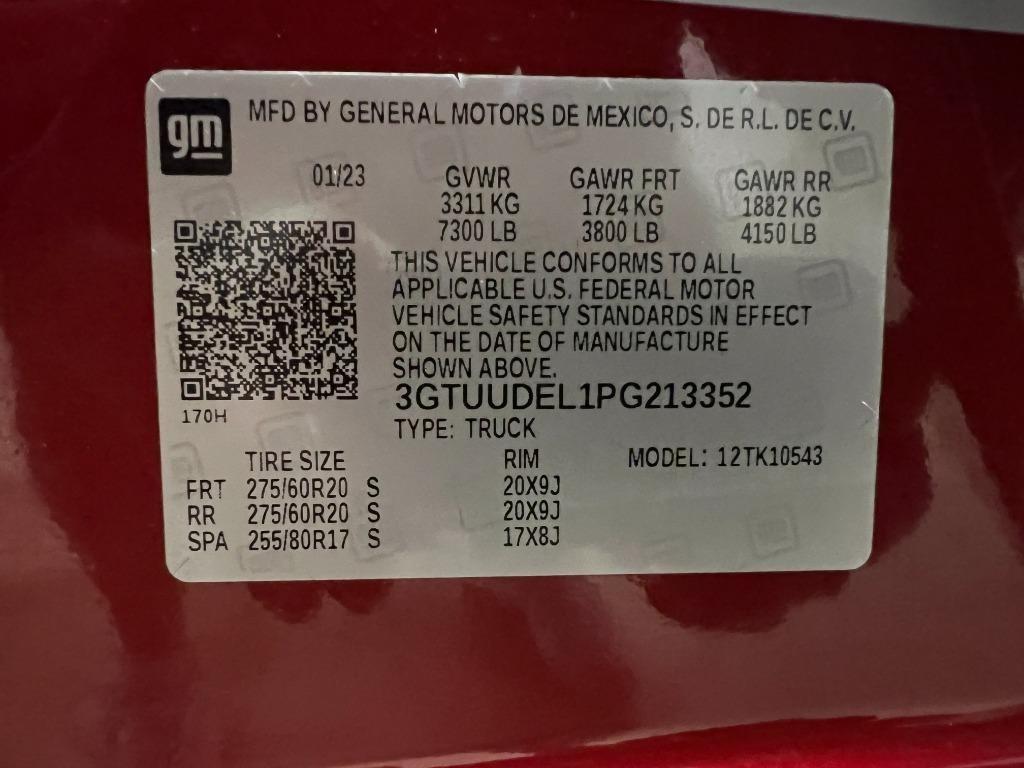 gm
MFD BY GENERAL MOTORS DE MEXICO, S. DE R.L. DE C.V.
01/23 GVWR GAWR FRT GAWR RR
3311 KG 1724 KG 1882 KG
7300 LB 3800 LB 4150 LB
THIS VEHICLE CONFORMS TO ALL
APPLICABLE U.S. FEDERAL MOTOR
VEHICLE SAFETY STANDARDS IN EFFECT
ON THE DATE OF MANUFACTURE
SHOWN ABOVE.
3GTUUDEL1PG213352
170H
TYPE: TRUCK
TIRE SIZE RIM MODEL: 12TK10543
FRT 275/60R20 S 20X9J
RR 275/60R20 S 20X9J
SPA 255/80R17 S 17X8J